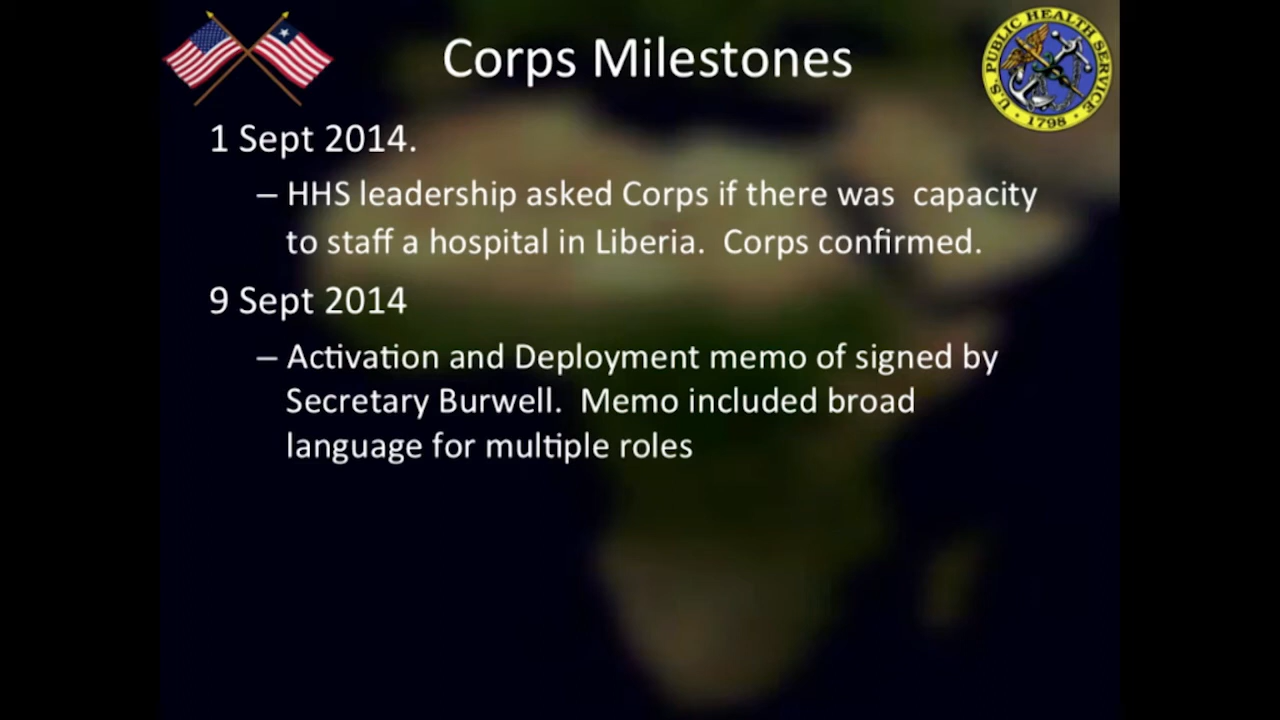 Corps Milestones
U.S. PUBLIC HEALTH SERVICE
1798
1 Sept 2014.
– HHS leadership asked Corps if there was  capacity
to staff a hospital in Liberia.  Corps confirmed.
9 Sept 2014
– Activation and Deployment memo of signed by
Secretary Burwell.  Memo included broad
language for multiple roles